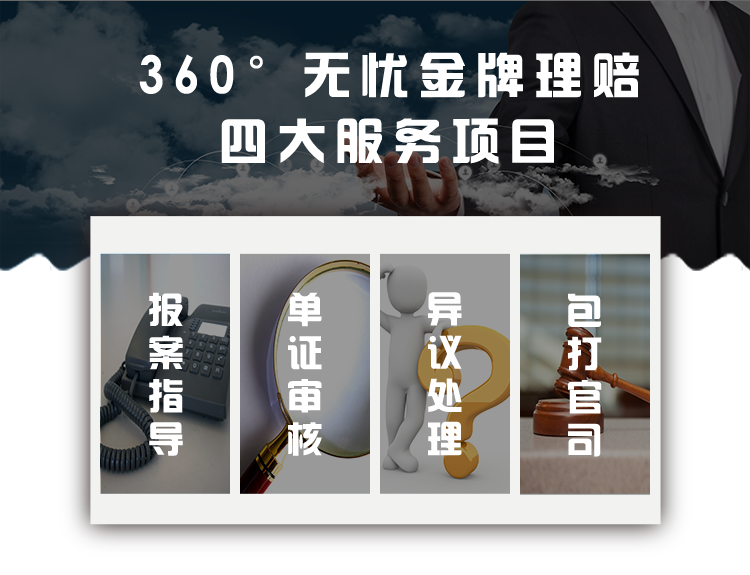 360°无忧金牌理赔
四大服务项目
报案指导
单证审核
异议处理
包打官司